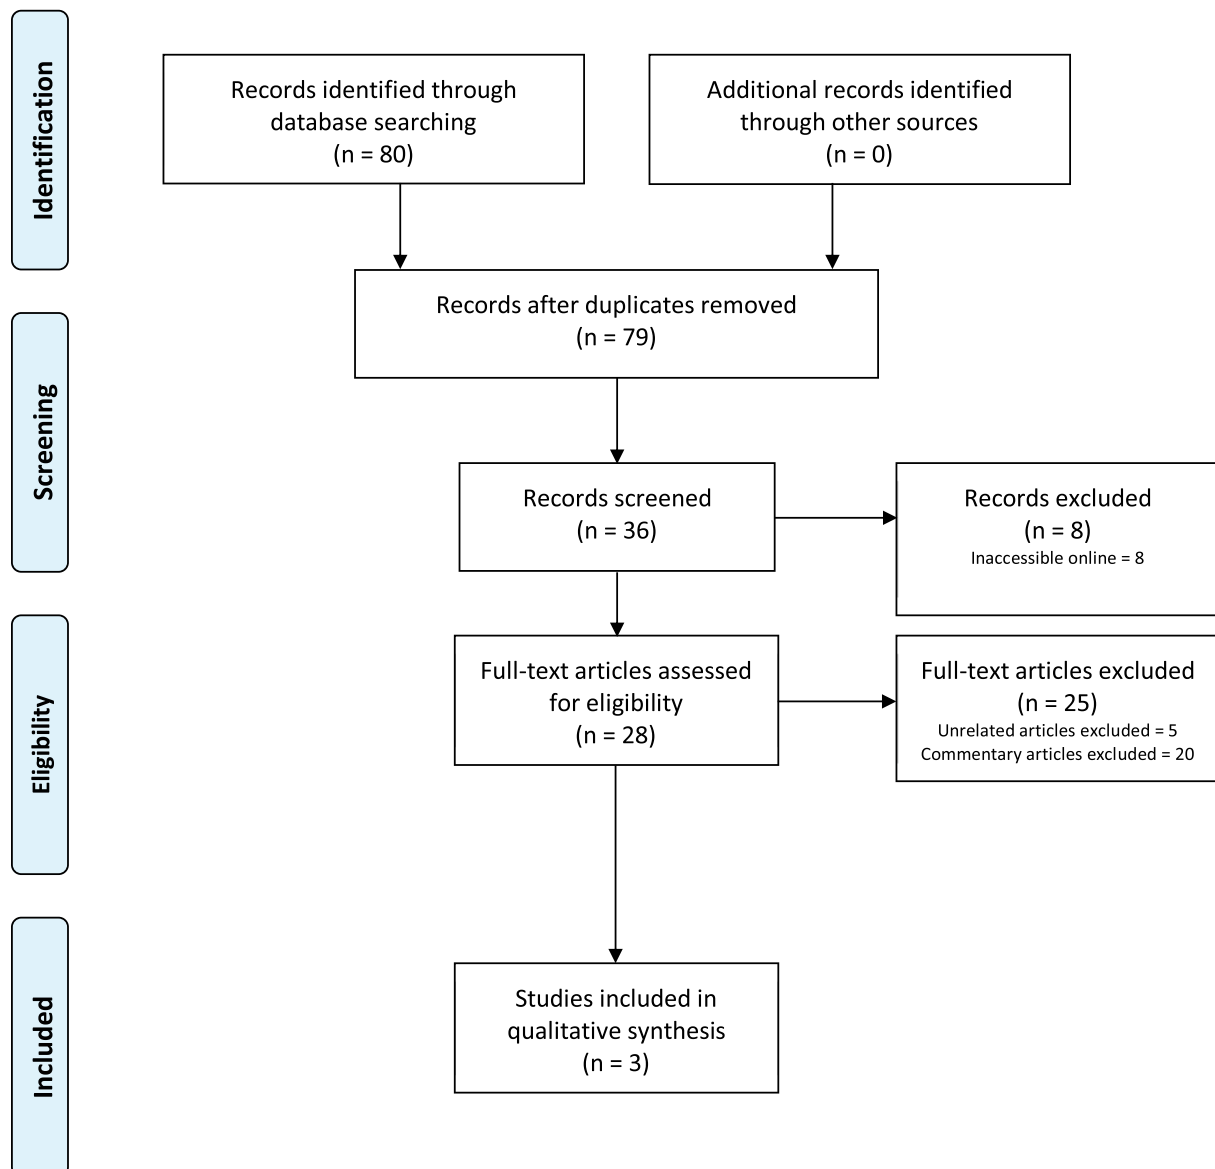 Identification
Records identified through
database searching
(n = 80)
Additional records identified
through other sources
(n = 0)
Records after duplicates removed
(n = 79)
Screening
Records screened
(n = 36)
Records excluded
(n = 8)
Inaccessible online = 8
Eligibility
Full-text articles assessed
for eligibility
(n = 28)
Full-text articles excluded
(n = 25)
Unrelated articles excluded = 5
Commentary articles excluded = 20
Included
Studies included in
qualitative synthesis
(n = 3)